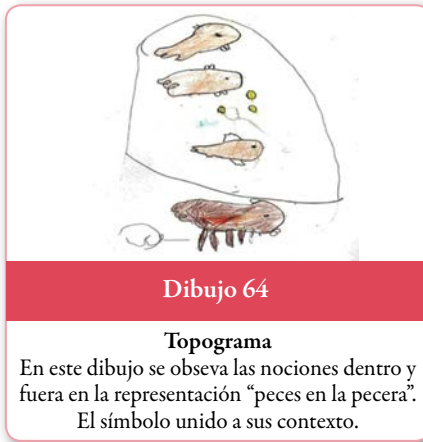 Dibujo 64
Topograma
En este dibujo se obseva las nociones dentro y
fuera en la representación “peces en la pecera”.
El símbolo unido a sus contexto.